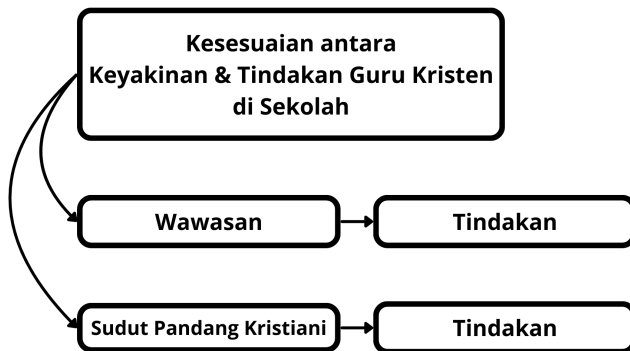 Kesesuaian antara
Keyakinan & Tindakan Guru Kristen
di Sekolah
Wawasan
Tindakan
Sudut Pandang Kristiani
Tindakan